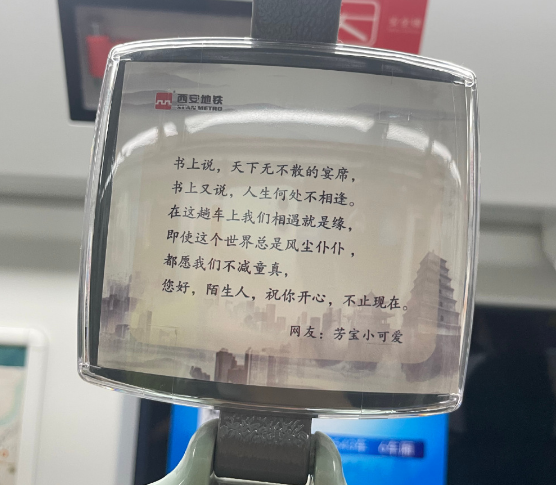 西安地铁
XI'AN METRO
书上说，天下无不散的宴席，
书上又说，人生何处不相逢。
在这趟车上我们相遇就是缘，
即使这个世界总是风尘仆仆，
都愿我们不减童真，
您好，陌生人，祝你开心，不止现在。
网友：芳宝小可爱